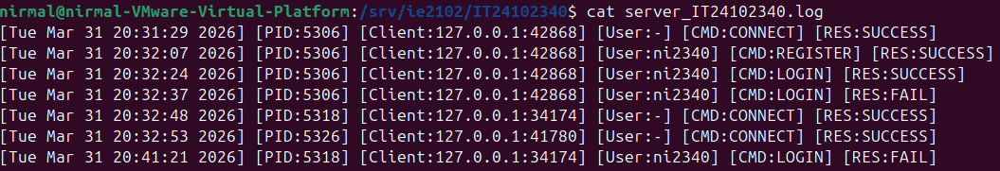 nirmal@nirmal-VMware-Virtual-Platform:/srv/ie2102/IT24102340$ cat server_IT24102340.log
[Tue Mar 31 20:31:29 2026] [PID:5306] [Client:127.0.0.1:42868] [User:-] [CMD:CONNECT] [RES:SUCCESS]
[Tue Mar 31 20:32:07 2026] [PID:5306] [Client:127.0.0.1:42868] [User:ni2340] [CMD:REGISTER] [RES:SUCCESS]
[Tue Mar 31 20:32:24 2026] [PID:5306] [Client:127.0.0.1:42868] [User:ni2340] [CMD:LOGIN] [RES:SUCCESS]
[Tue Mar 31 20:32:37 2026] [PID:5306] [Client:127.0.0.1:42868] [User:ni2340] [CMD:LOGIN] [RES:FAIL]
[Tue Mar 31 20:32:48 2026] [PID:5318] [Client:127.0.0.1:34174] [User:-] [CMD:CONNECT] [RES:SUCCESS]
[Tue Mar 31 20:32:53 2026] [PID:5326] [Client:127.0.0.1:41780] [User:-] [CMD:CONNECT] [RES:SUCCESS]
[Tue Mar 31 20:41:21 2026] [PID:5318] [Client:127.0.0.1:34174] [User:ni2340] [CMD:LOGIN] [RES:FAIL]